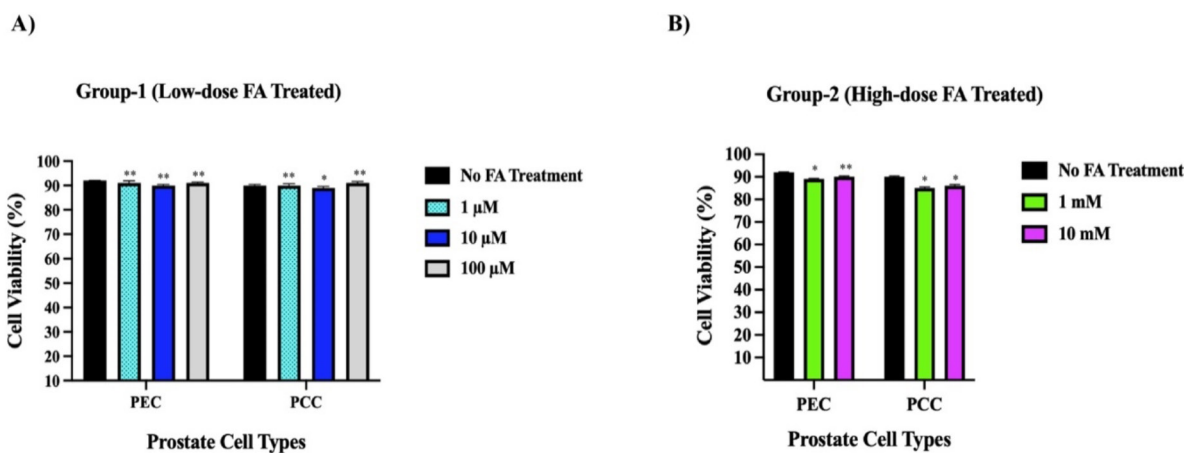 A)
Group-1 (Low-dose FA Treated)
Cell Viability (%)
100
90
80
70
60
50
40
30
20
10
** ** ** ** * **
PEC PCC
Prostate Cell Types
No FA Treatment
1 µM
10 µM
100 µM
B)
Group-2 (High-dose FA Treated)
Cell Viability (%)
100
90
80
70
60
50
40
30
20
10
* ** * *
PEC PCC
Prostate Cell Types
No FA Treatment
1 mM
10 mM